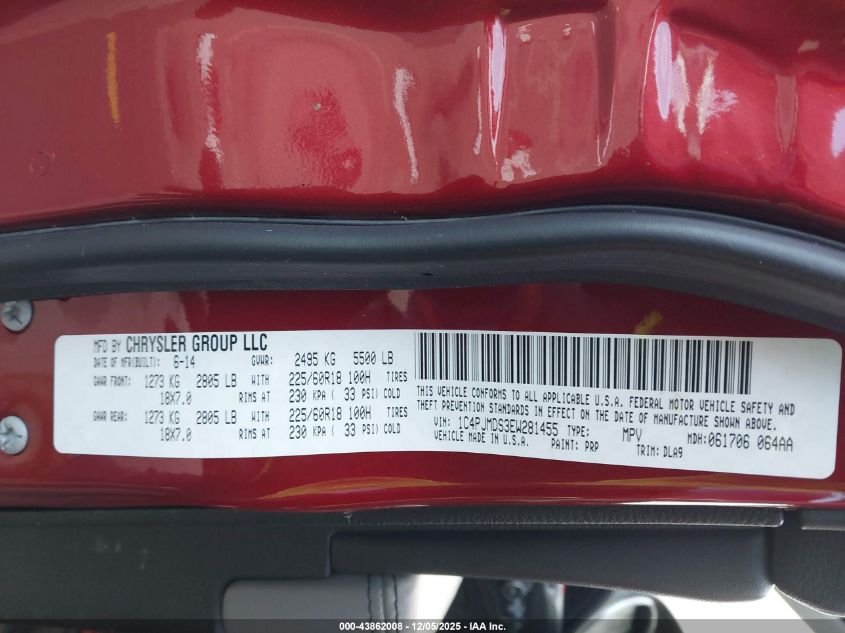 MFD BY CHRYSLER GROUP LLC
DATE OF MFR(BUILT): 6-14 GVWR: 2495 KG 5500 LB
GAWR FRONT: 1273 KG 2805 LB WITH 225/60R18 100H TIRES
18X7.0 RIMS AT 230 KPA ( 33 PSI) COLD
GAWR REAR: 1273 KG 2805 LB WITH 225/60R18 100H TIRES
18X7.0 RIMS AT 230 KPA ( 33 PSI) COLD
THIS VEHICLE CONFORMS TO ALL APPLICABLE U.S.A. FEDERAL MOTOR VEHICLE SAFETY AND
THEFT PREVENTION STANDARDS IN EFFECT ON THE DATE OF MANUFACTURE SHOWN ABOVE.
VIN: 1C4PJMDS3EW281455 TYPE: MPV MDH: 061706 064AA
VEHICLE MADE IN U.S.A. PAINT: PRP TRIM: DLA9
000-43862008 - 12/05/2025 - IAA Inc.